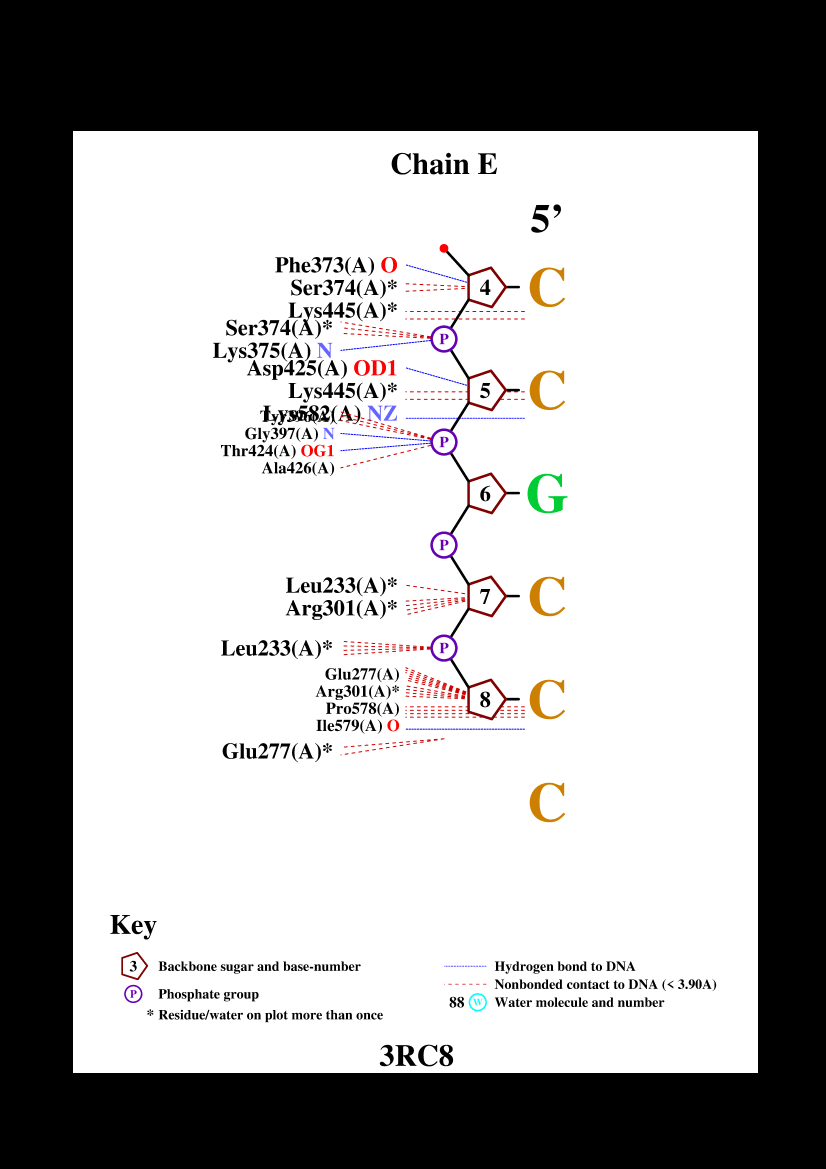 Chain E
5’
Phe373(A) O
4 C
Ser374(A)*
Lys445(A)*
Ser374(A)*
P
Lys375(A) N
Asp425(A) OD1
5 C
Lys445(A)*
Lys582(A) NZ
Gly397(A) N
P
Thr424(A) OG1
Ala426(A)
6 G
P
Leu233(A)*
7 C
Arg301(A)*
Leu233(A)*
P
Glu277(A)
Arg301(A)*
8 C
Pro578(A)
Ile579(A) O
Glu277(A)*
C
Key
3 Backbone sugar and base-number
P Phosphate group
* Residue/water on plot more than once
Hydrogen bond to DNA
Nonbonded contact to DNA (< 3.90A)
88 W Water molecule and number
3RC8